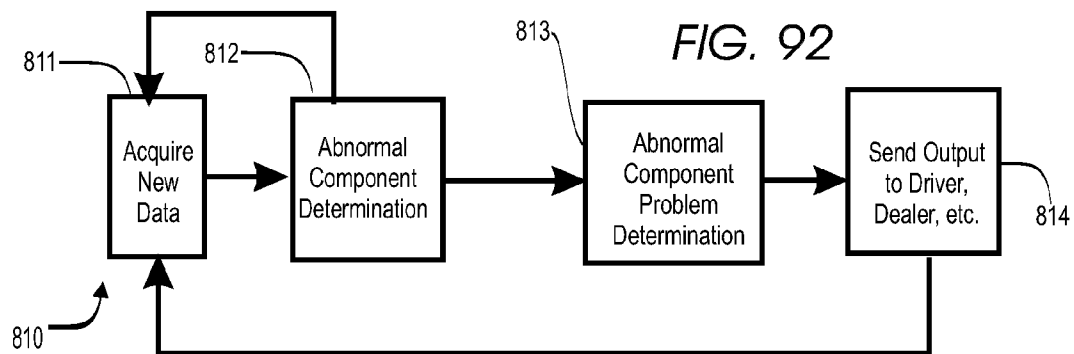 FIG. 92
811
812
813
Acquire
New
Data
Abnormal
Component
Determination
Abnormal
Component
Problem
Determination
Send Output
to Driver,
Dealer, etc.
814
810